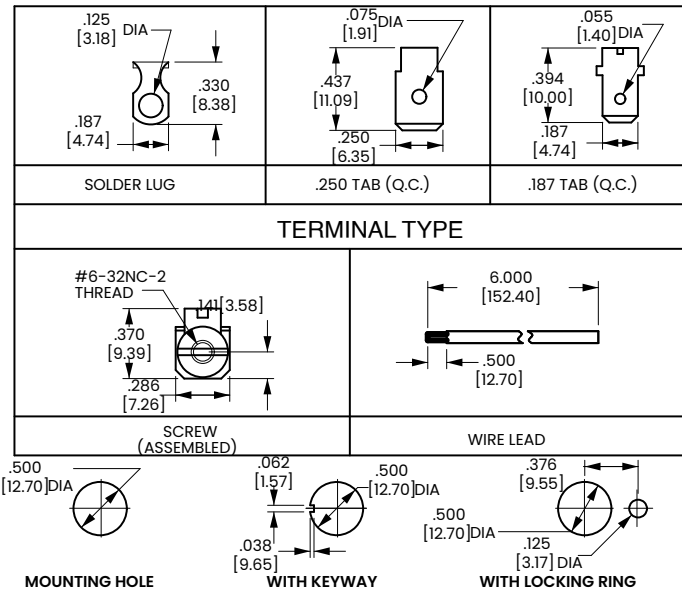 .125
[3.18] DIA
.330
[8.38]
.187
[4.74]
SOLDER LUG
.075
[1.91] DIA
.437
[11.09]
.250
[6.35]
.250 TAB (Q.C.)
.055
[1.40] DIA
.394
[10.00]
.187
[4.74]
.187 TAB (Q.C.)
TERMINAL TYPE
#6-32NC-2
THREAD
.141[3.58]
.370
[9.39]
.286
[7.26]
SCREW
(ASSEMBLED)
6.000
[152.40]
.500
[12.70]
WIRE LEAD
.500
[12.70]DIA
MOUNTING HOLE
.062
[1.57]
.500
[12.70]DIA
.038
[9.65]
WITH KEYWAY
.376
[9.55]
.500
[12.70]DIA
.125
[3.17] DIA
WITH LOCKING RING